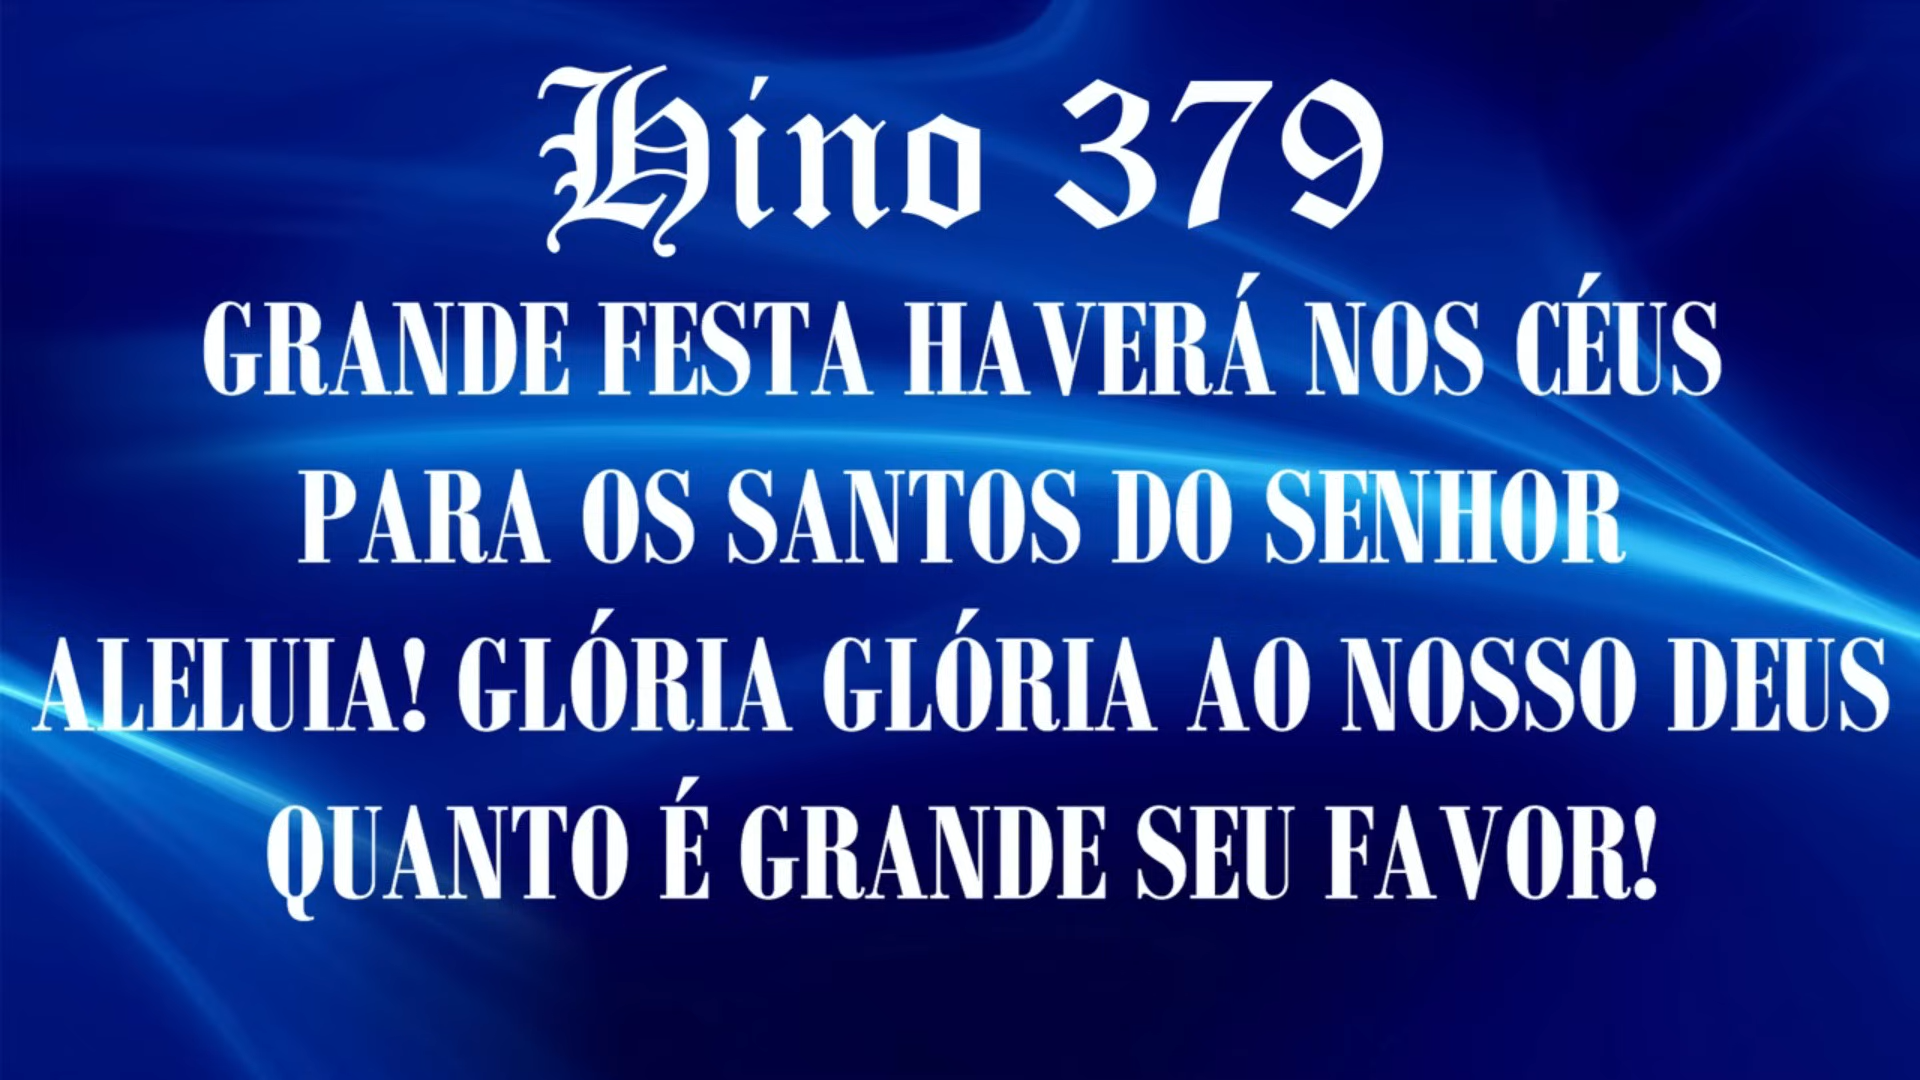 Hino 379
GRANDE FESTA HAVERÁ NOS CÉUS
PARA OS SANTOS DO SENHOR
ALELUIA! GLÓRIA GLÓRIA AO NOSSO DEUS
QUANTO É GRANDE SEU FAVOR!